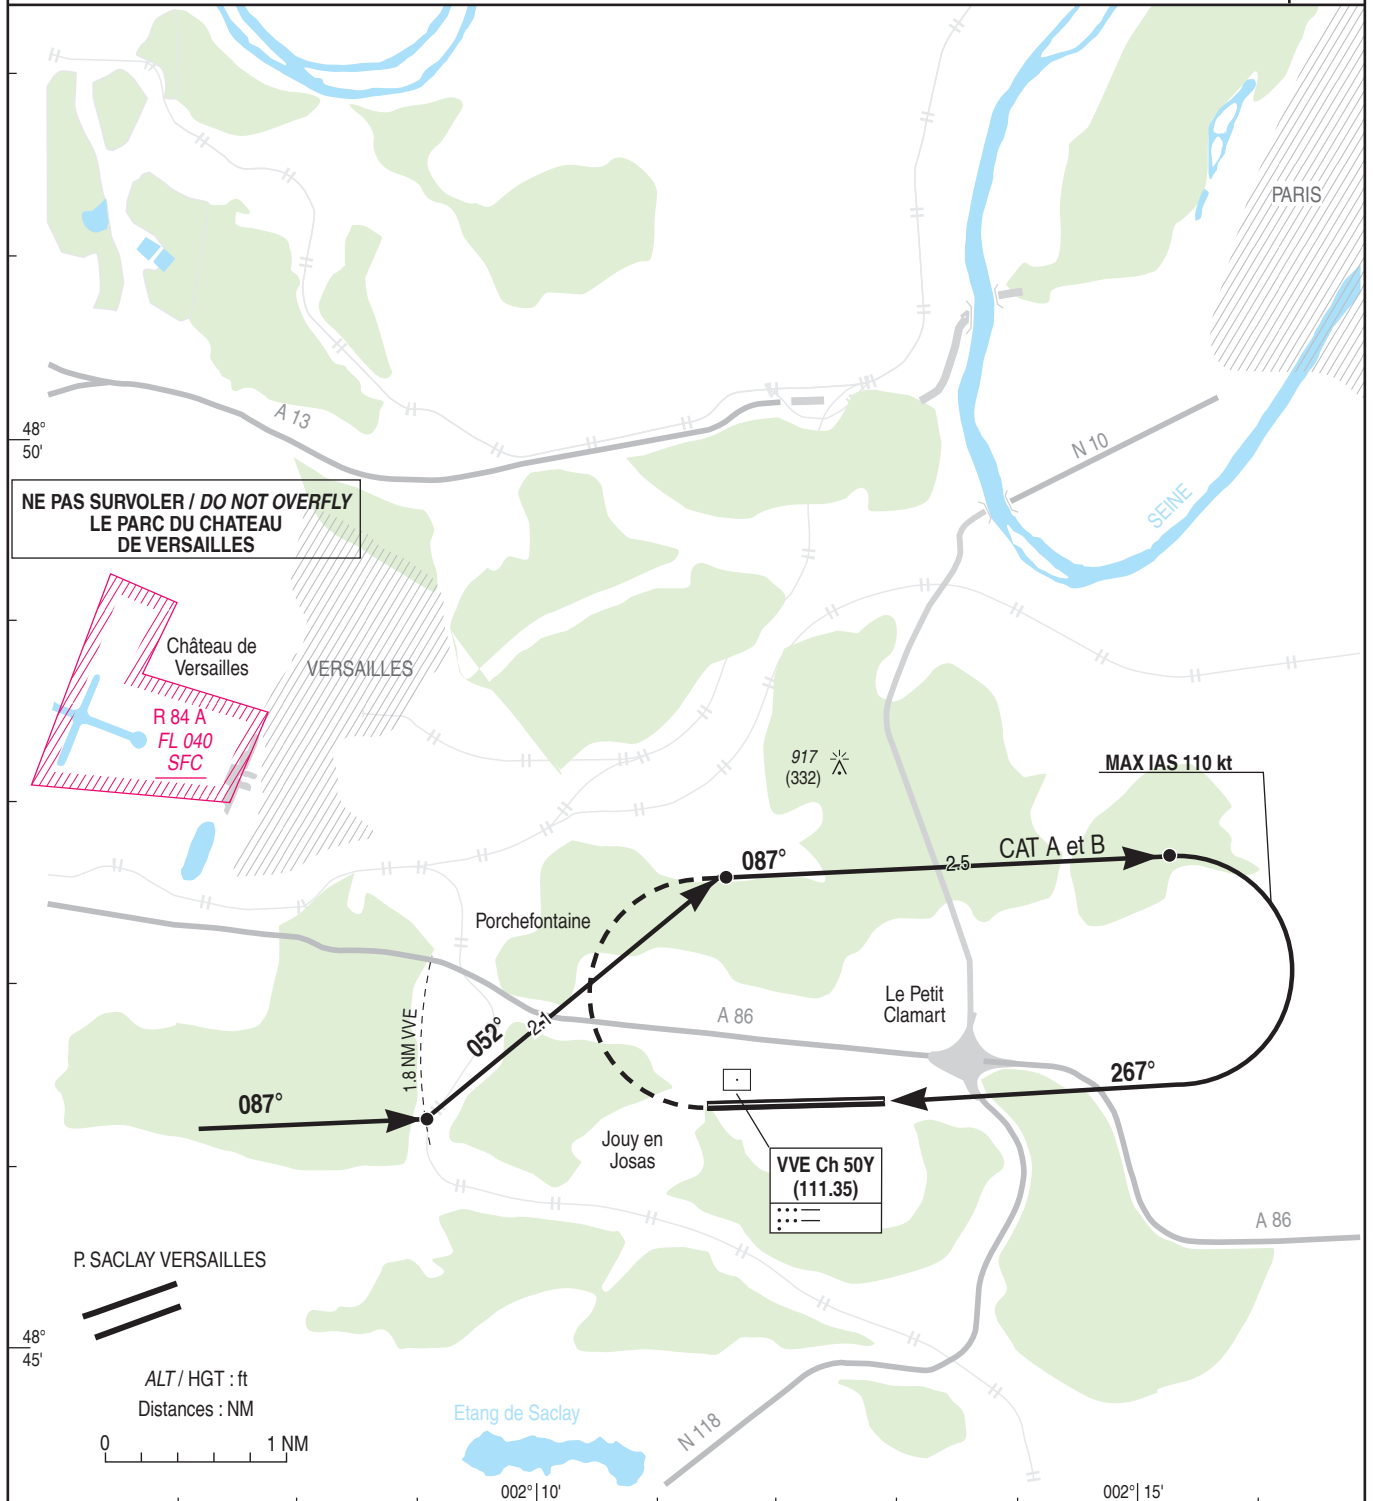 PARIS
A 13
48°
50'
N 10
SEINE
NE PAS SURVOLER / DO NOT OVERFLY
LE PARC DU CHATEAU
DE VERSAILLES
Château de
Versailles
VERSAILLES
R 84 A
FL 040
SFC
917
(332)
MAX IAS 110 kt
087°
2.5
CAT A et B
Porchefontaine
Le Petit
Clamart
A 86
1.8 NM VVE
052°
2.1
087°
267°
Jouy en
Josas
VVE Ch 50Y
(111.35)
A 86
P. SACLAY VERSAILLES
48°
45'
ALT / HGT : ft
Distances : NM
0 1 NM
Etang de Saclay
N 118
002° 10'
002° 15'